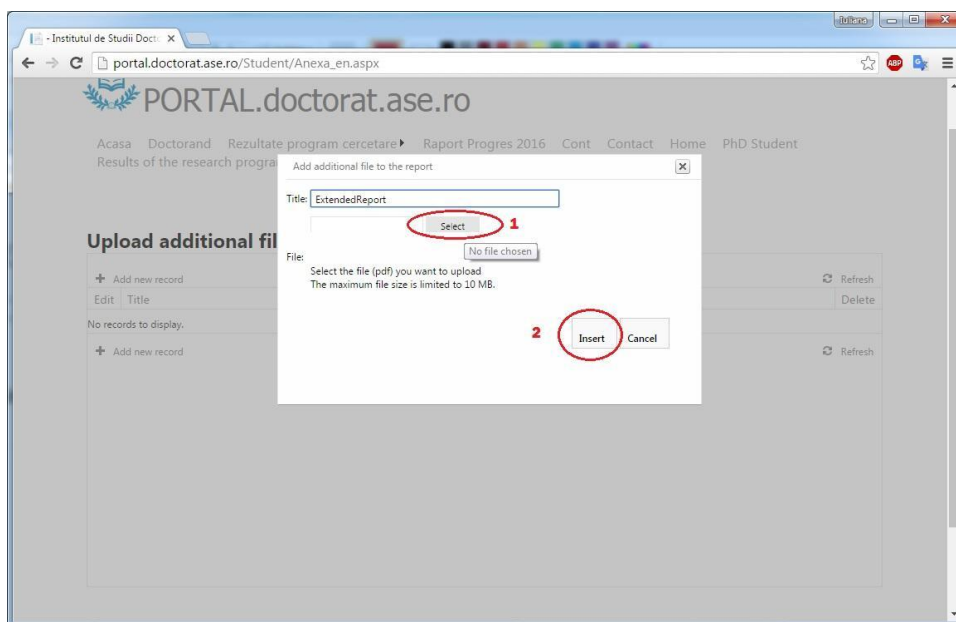 Iuliana
- Institutul de Studii Docto
portal.doctorat.ase.ro/Student/Anexa_en.aspx
ABP
PORTAL.doctorat.ase.ro
Acasa Doctorand Rezultate program cercetare Raport Progres 2016 Cont Contact Home PhD Student
Results of the research progra
Add additional file to the report
Title: ExtendedReport
Select 1
No file chosen
Upload additional fil
File:
Select the file (pdf) you want to upload
The maximum file size is limited to 10 MB.
Add new record Refresh
Edit Title Delete
No records to display.
2 Insert Cancel
Add new record Refresh